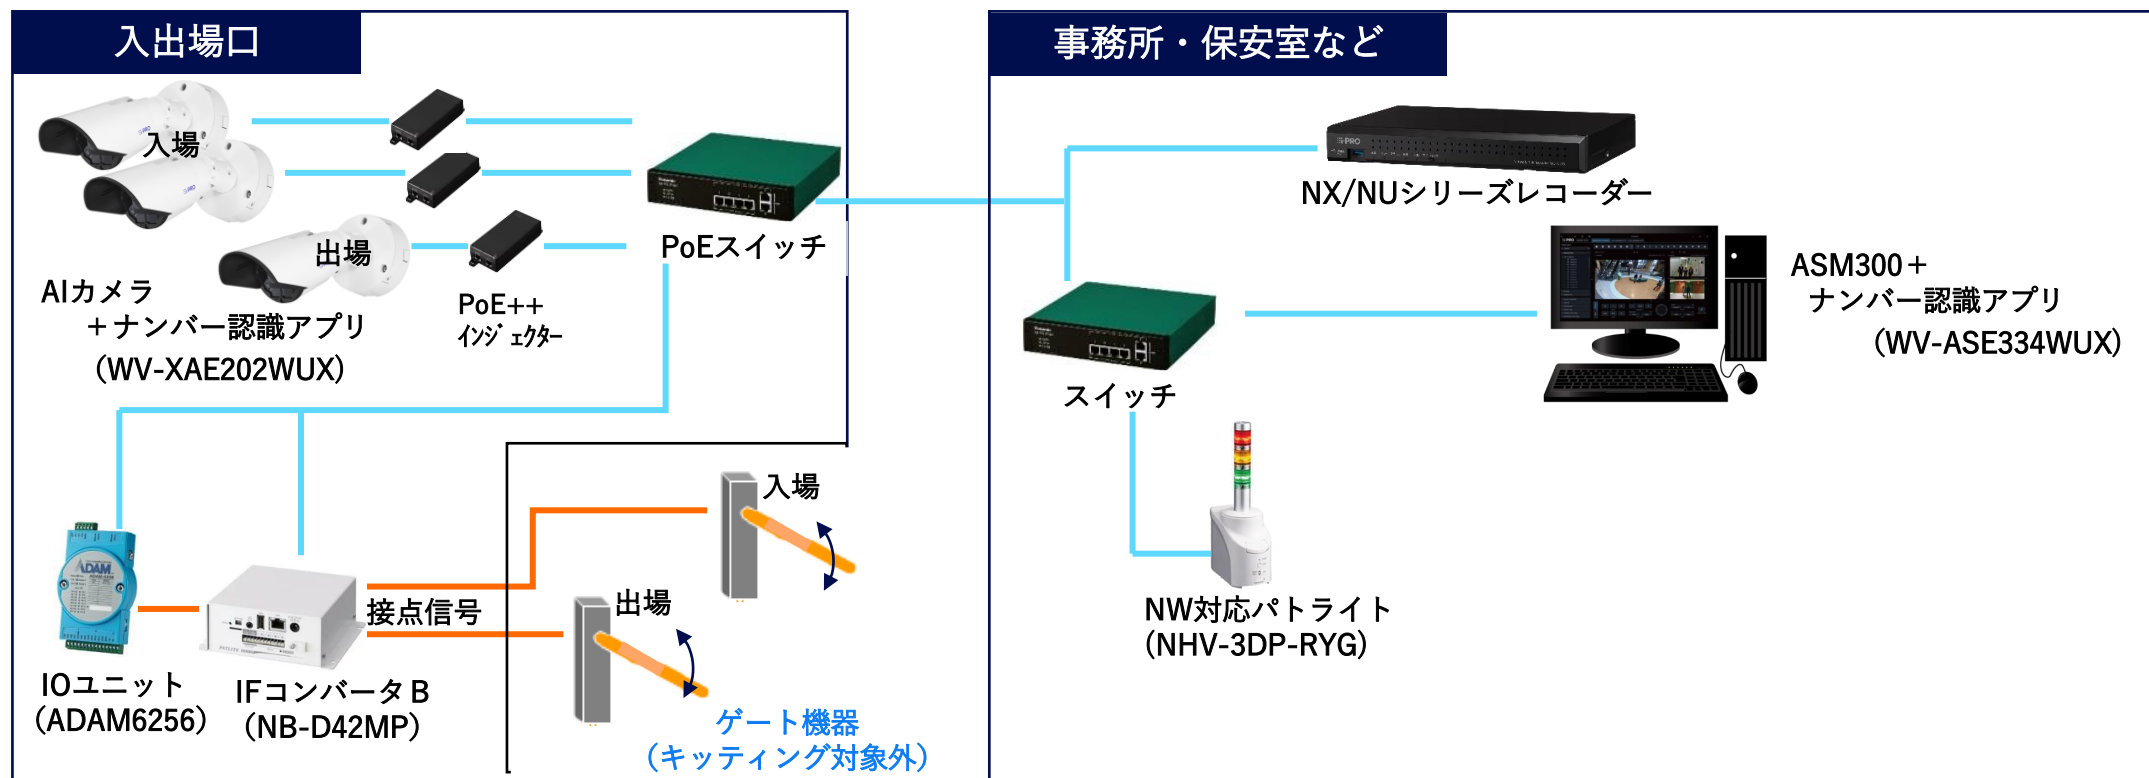 入出場口
入場
出場
AIカメラ
＋ナンバー認識アプリ
（WV-XAE202WUX）
PoE++
ｲﾝｼﾞｪｸﾀｰ
PoEスイッチ
IOユニット
（ADAM6256）
IFコンバータB
（NB-D42MP）
接点信号
入場
出場
ゲート機器
（キッティング対象外）
事務所・保安室など
i-PRO
NX/NUシリーズレコーダー
ASM300＋
ナンバー認識アプリ
（WV-ASE334WUX）
スイッチ
NW対応パトライト
（NHV-3DP-RYG）
ADAM